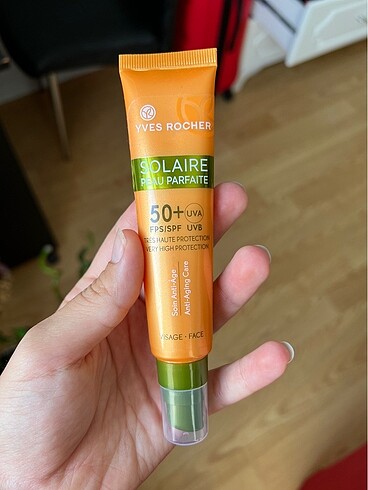 YVES ROCHER
SOLAIRE
PEAU PARFAITE
50+ UVA
FPS/SPF UVB
TRÈS HAUTE PROTECTION
VERY HIGH PROTECTION
Soin Anti-Age
Anti-Aging Care
VISAGE - FACE